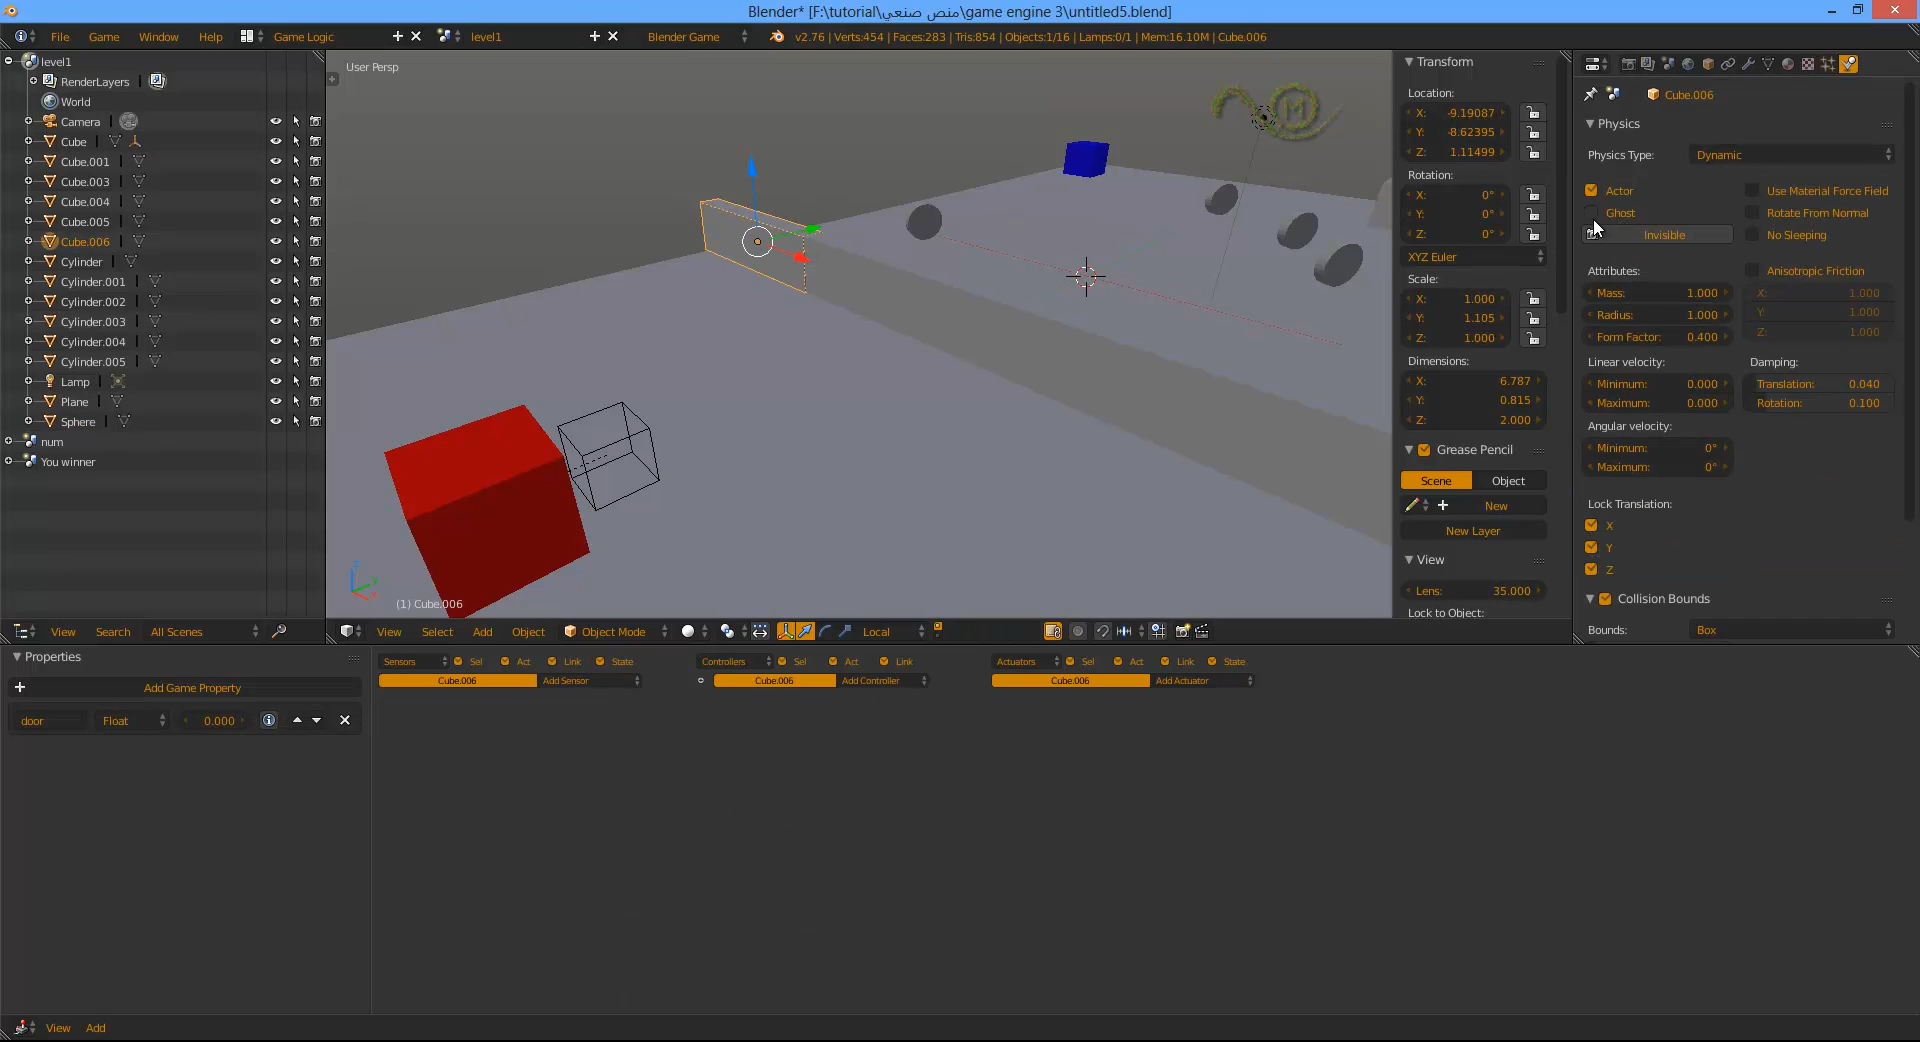 Blender* [F:\tutorial\منص صنعي\game engine 3\untitled5.blend]
File Game Window Help Game Logic level1 Blender Game v2.76 | Verts:454 | Faces:283 | Tris:854 | Objects:1/16 | Lamps:0/1 | Mem:16.10M | Cube.006
level1
RenderLayers
World
Camera
Cube
Cube.001
Cube.003
Cube.004
Cube.005
Cube.006
Cylinder
Cylinder.001
Cylinder.002
Cylinder.003
Cylinder.004
Cylinder.005
Lamp
Plane
Sphere
num
You winner
View Search All Scenes
User Persp
(1) Cube.006
View Select Add Object Object Mode Local
Transform
Location:
X: -9.19087
Y: -8.62395
Z: 1.11499
Rotation:
X: 0°
Y: 0°
Z: 0°
XYZ Euler
Scale:
X: 1.000
Y: 1.105
Z: 1.000
Dimensions:
X: 6.787
Y: 0.815
Z: 2.000
Grease Pencil
Scene Object
New
New Layer
View
Lens: 35.000
Lock to Object:
Cube.006
Physics
Physics Type: Dynamic
Actor Use Material Force Field
Ghost Rotate From Normal
Invisible No Sleeping
Attributes: Anisotropic Friction
Mass: 1.000 X: 1.000
Radius: 1.000 Y: 1.000
Form Factor: 0.400 Z: 1.000
Linear velocity: Damping:
Minimum: 0.000 Translation: 0.040
Maximum: 0.000 Rotation: 0.100
Angular velocity:
Minimum: 0°
Maximum: 0°
Lock Translation:
X
Y
Z
Collision Bounds
Bounds: Box
Properties
Add Game Property
door Float 0.000
Sensors Sel Act Link State Controllers Sel Act Link Actuators Sel Act Link State
Cube.006 Add Sensor Cube.006 Add Controller Cube.006 Add Actuator
View Add